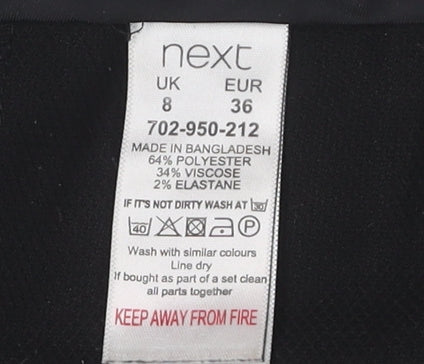 next
UK EUR
8 36
702-950-212
MADE IN BANGLADESH
64% POLYESTER
34% VISCOSE
2% ELASTANE
IF IT'S NOT DIRTY WASH AT 30
40 P
Wash with similar colours
Line dry
If bought as part of a set clean
all parts together
KEEP AWAY FROM FIRE